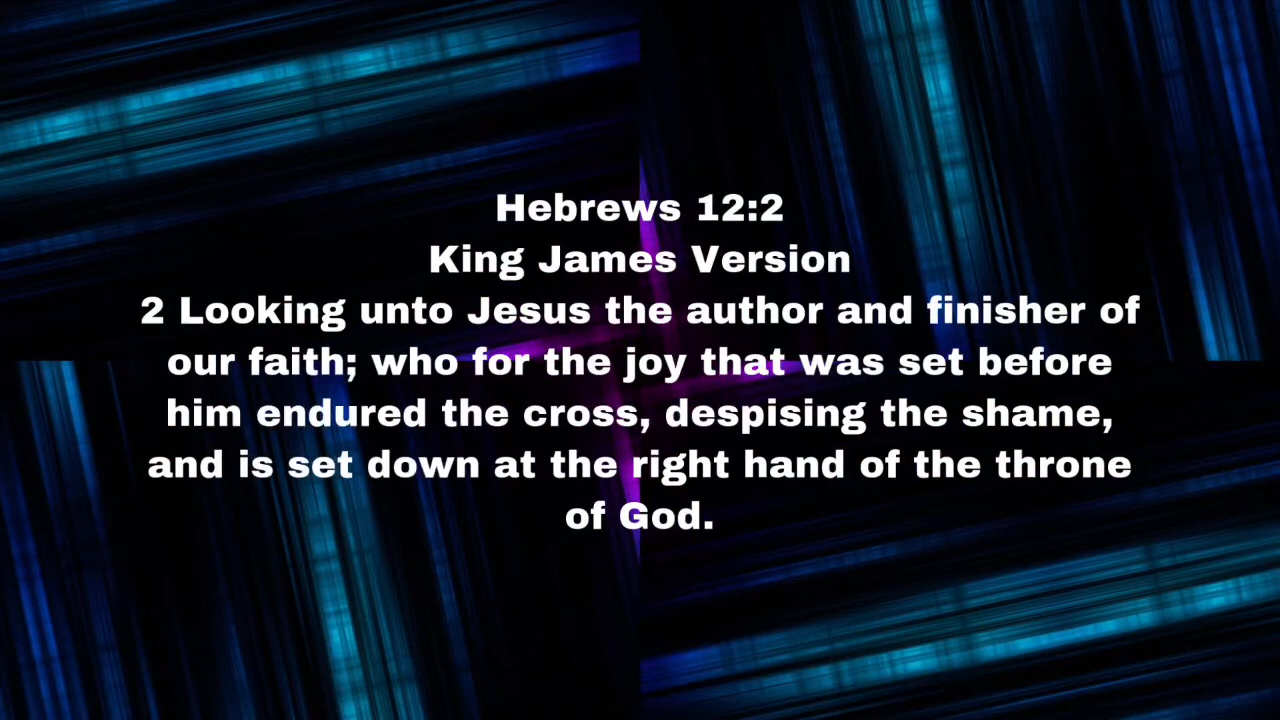 Hebrews 12:2
King James Version
2 Looking unto Jesus the author and finisher of
our faith; who for the joy that was set before
him endured the cross, despising the shame,
and is set down at the right hand of the throne
of God.